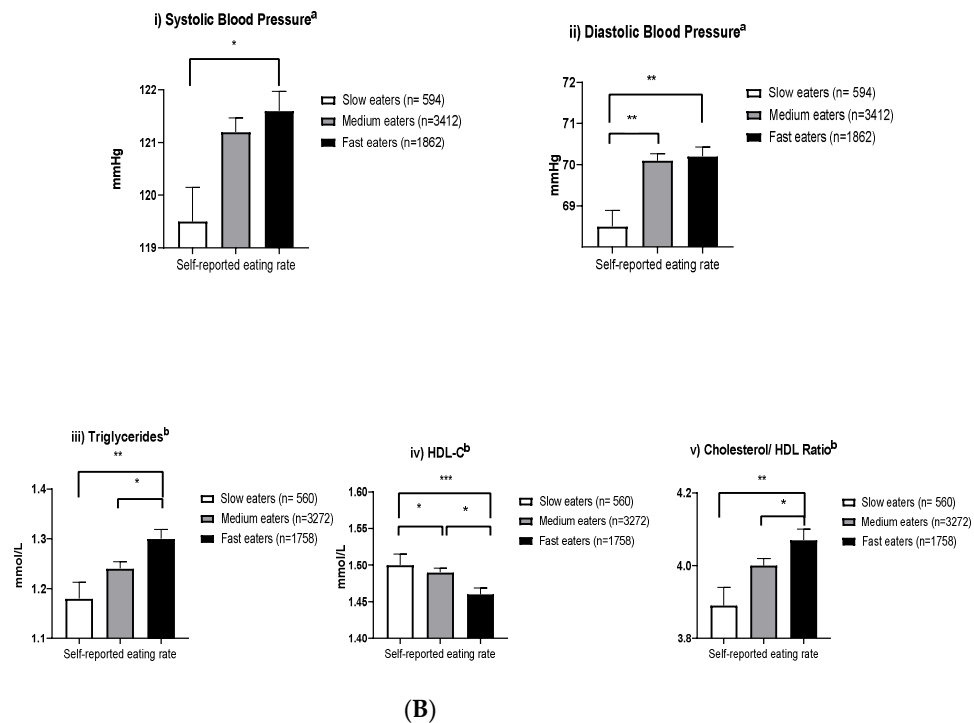 i) Systolic Blood Pressureᵃ
*
mmHg
122
121
120
119
Self-reported eating rate
Slow eaters (n= 594)
Medium eaters (n=3412)
Fast eaters (n=1862)
ii) Diastolic Blood Pressureᵃ
**
**
mmHg
72
71
70
69
Self-reported eating rate
Slow eaters (n= 594)
Medium eaters (n=3412)
Fast eaters (n=1862)
iii) Triglyceridesᵇ
**
*
mmol/L
1.4
1.3
1.2
1.1
Self-reported eating rate
Slow eaters (n= 560)
Medium eaters (n=3272)
Fast eaters (n=1758)
iv) HDL-Cᵇ
***
* *
mmol/L
1.60
1.55
1.50
1.45
1.40
Self-reported eating rate
Slow eaters (n= 560)
Medium eaters (n=3272)
Fast eaters (n=1758)
v) Cholesterol/ HDL Ratioᵇ
**
*
4.2
4.0
3.8
Self-reported eating rate
Slow eaters (n=560)
Medium eaters (n=3272)
Fast eaters (n=1758)
(B)